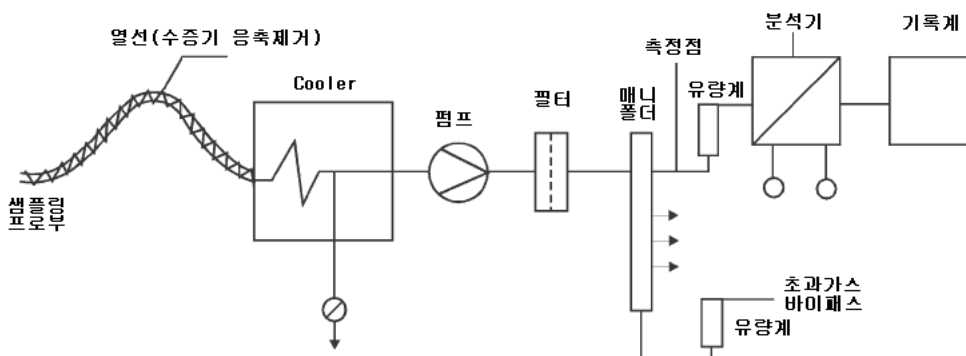 열선(수증기 응축제거)
Cooler
펌프
필터
매니
폴더
측정점
유량계
분석기
기록계
샘플링
프로부
초과가스
바이패스
유량계